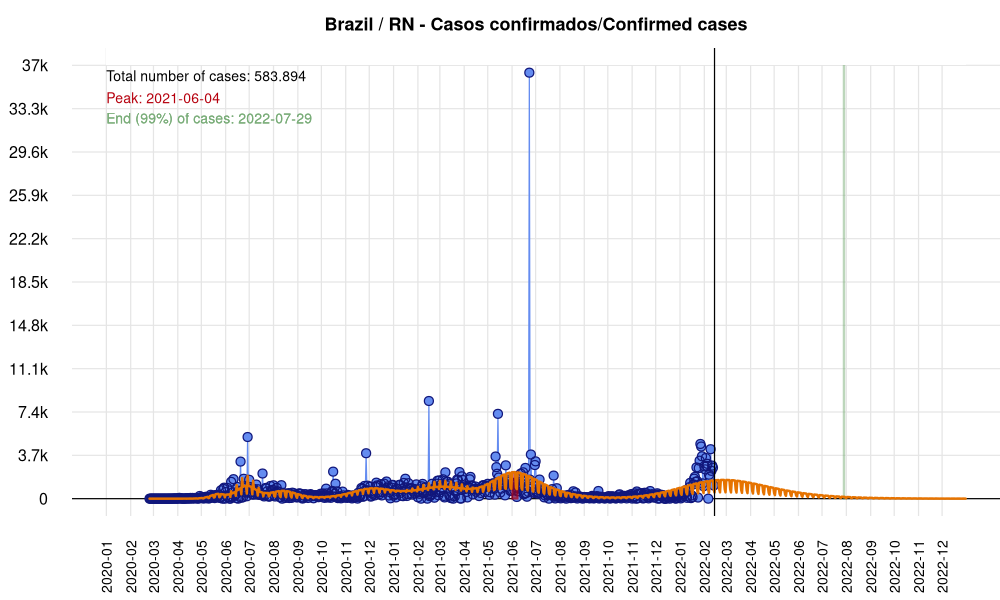 Brazil / RN - Casos confirmados/Confirmed cases
37k
Total number of cases: 583.894
Peak: 2021-06-04
33.3k
End (99%) of cases: 2022-07-29
29.6k
25.9k
22.2k
18.5k
14.8k
11.1k
7.4k
3.7k
0
2020-01
2020-02
2020-03
2020-04
2020-05
2020-06
2020-07
2020-08
2020-09
2020-10
2020-11
2020-12
2021-01
2021-02
2021-03
2021-04
2021-05
2021-06
2021-07
2021-08
2021-09
2021-10
2021-11
2021-12
2022-01
2022-02
2022-03
2022-04
2022-05
2022-06
2022-07
2022-08
2022-09
2022-10
2022-11
2022-12